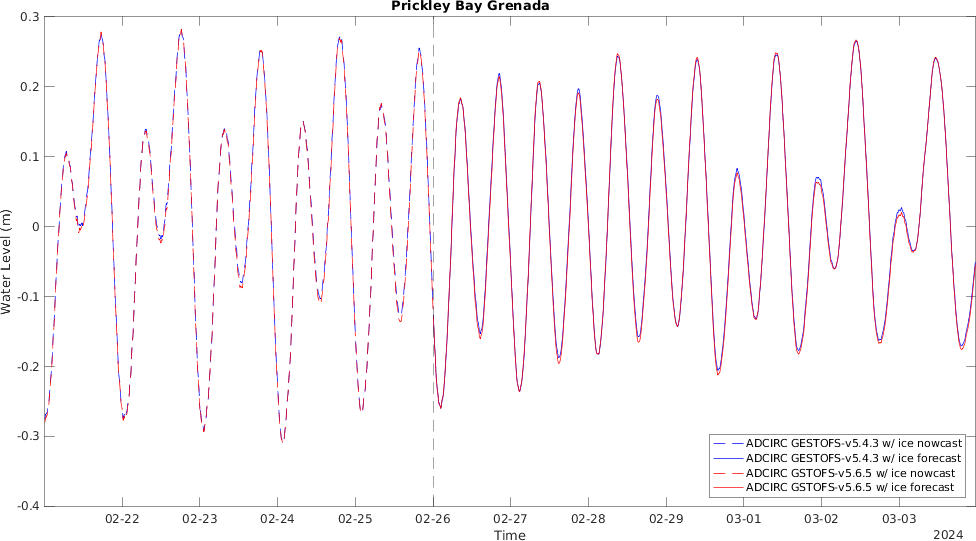 Prickley Bay Grenada
0.3
0.2
0.1
0
-0.1
-0.2
-0.3
-0.4
Water Level (m)
ADCIRC GESTOFS-v5.4.3 w/ ice nowcast
ADCIRC GESTOFS-v5.4.3 w/ ice forecast
ADCIRC GSTOFS-v5.6.5 w/ ice nowcast
ADCIRC GSTOFS-v5.6.5 w/ ice forecast
02-22 02-23 02-24 02-25 02-26 02-27 02-28 02-29 03-01 03-02 03-03
Time
2024